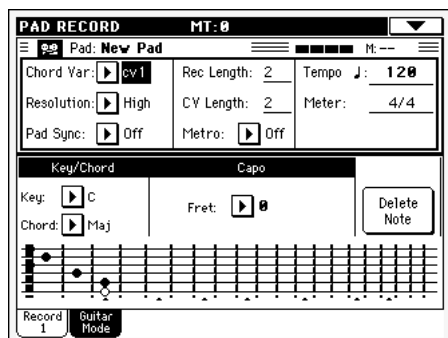 PAD RECORD MT:0
Pad: New Pad M:--
Chord Var: cv1 Rec Length: 2 Tempo ♩: 120
Resolution: High CV Length: 2 Meter: 4/4
Pad Sync: Off Metro: Off
Key/Chord Capo
Key: C
Fret: 0
Chord: Maj
Delete
Note
Record
1
Guitar
Mode